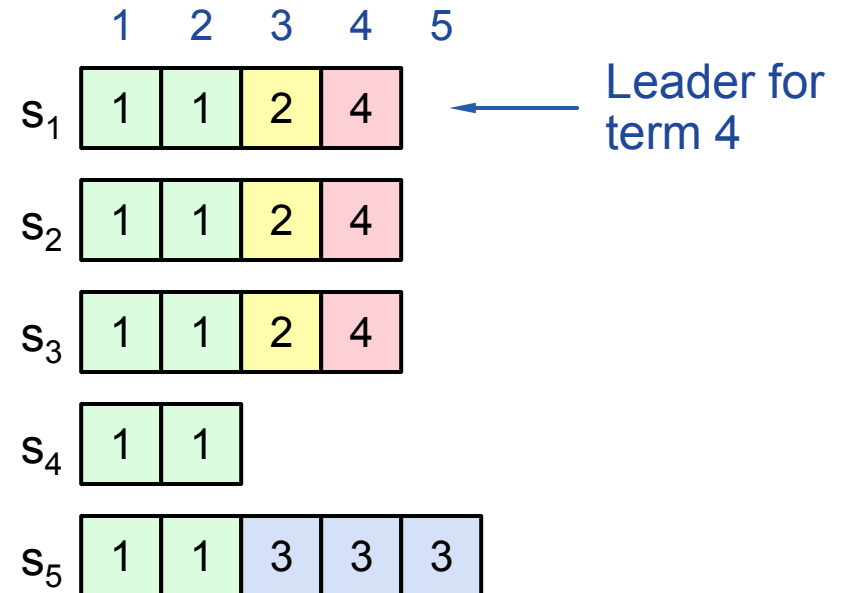 1 2 3 4 5
s1 1 1 2 4
Leader for
term 4
s2 1 1 2 4
s3 1 1 2 4
s4 1 1
s5 1 1 3 3 3